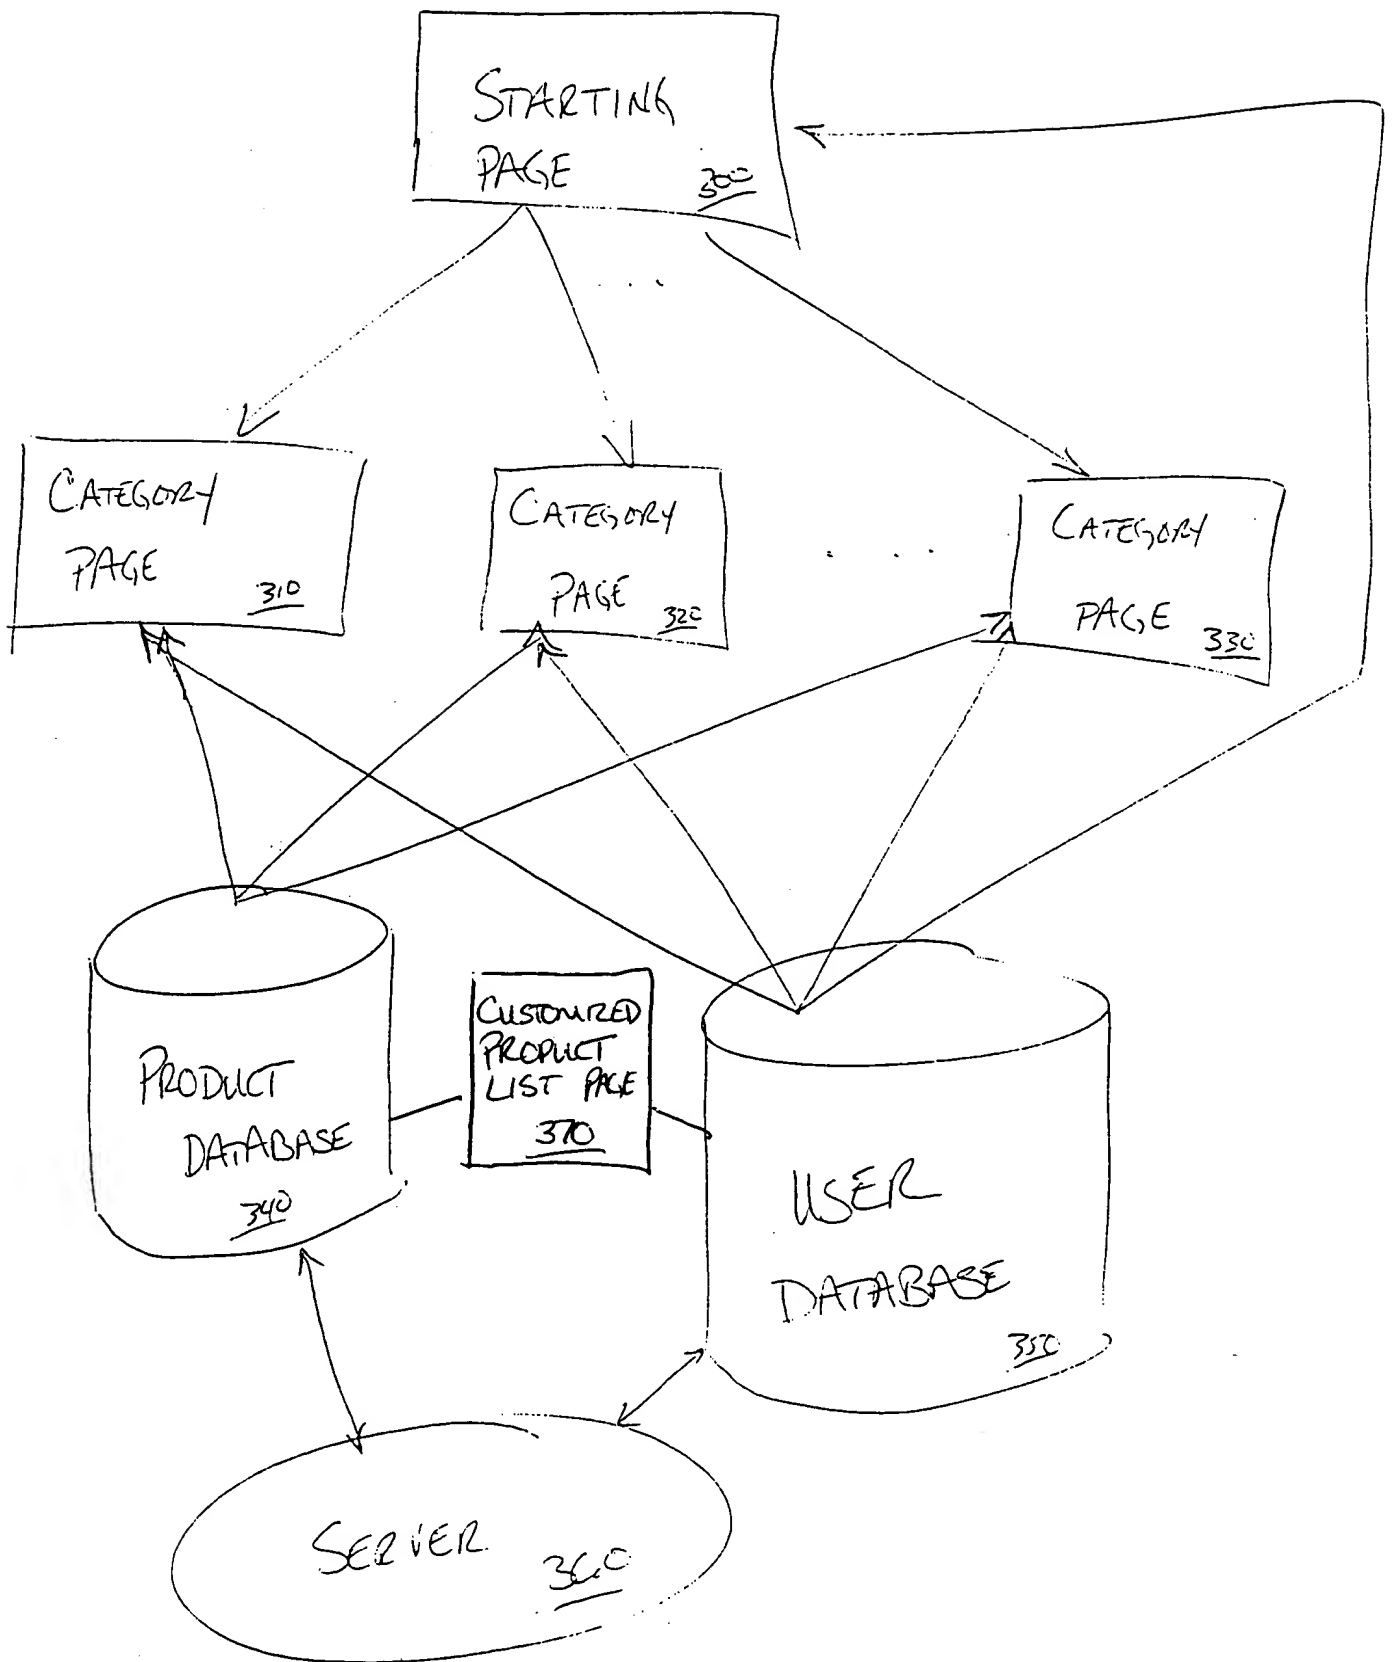 STARTING
PAGE
300
CATEGORY
PAGE
310
CATEGORY
PAGE
320
CATEGORY
PAGE
330
PRODUCT
DATABASE
340
CUSTOMIZED
PRODUCT
LIST PAGE
370
USER
DATABASE
350
SERVER
360